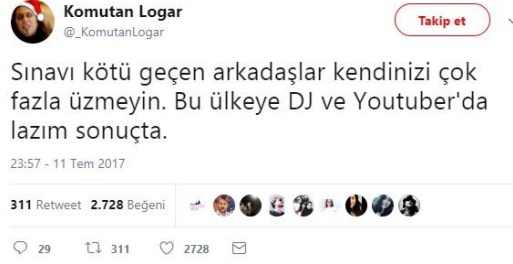 Komutan Logar
@_KomutanLogar
Takip et
Sınavı kötü geçen arkadaşlar kendinizi çok
fazla üzmeyin. Bu ülkeye DJ ve Youtuber'da
lazım sonuçta.
23:57 - 11 Tem 2017
311 Retweet 2.728 Beğeni
29 311 2728